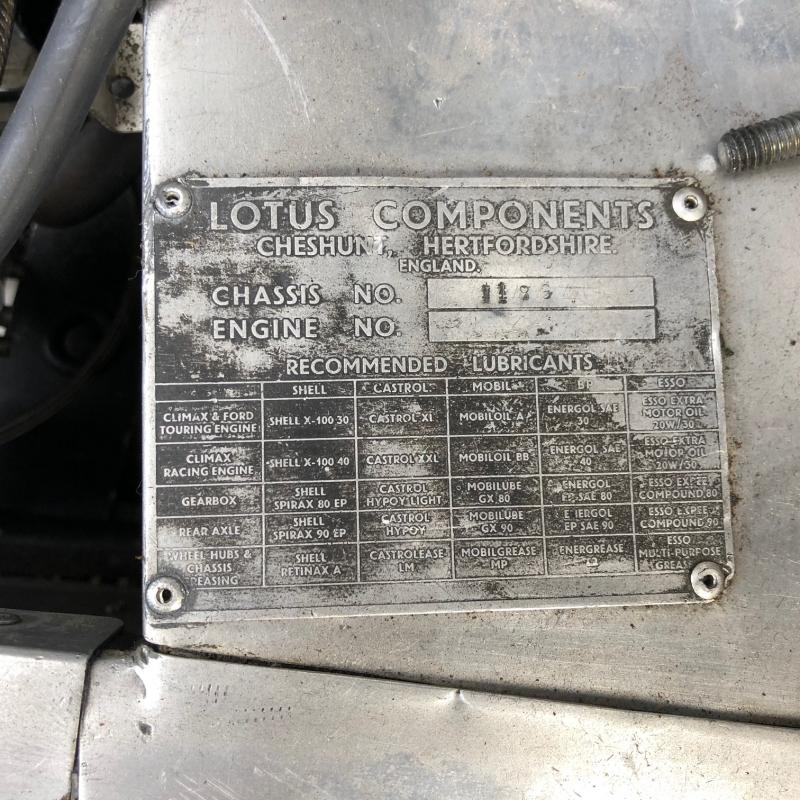 LOTUS COMPONENTS
CHESHUNT, HERTFORDSHIRE.
ENGLAND.
CHASSIS NO.
ENGINE NO.
RECOMMENDED LUBRICANTS
SHELL CASTROL MOBIL BP ESSO
CLIMAX & FORD TOURING ENGINE SHELL X-100 30 CASTROL XL MOBILOIL A ENERGOL SAE 30 ESSO EXTRA MOTOR OIL 20W/30
CLIMAX RACING ENGINE SHELL X-100 40 CASTROL XXL MOBILOIL BB ENERGOL SAE 40 ESSO EXTRA MOTOR OIL
GEARBOX SHELL SPIRAX 80 EP CASTROL HYPOY LIGHT MOBILUBE GX 80 ENERGOL EP SAE 80 ESSO EXPEE COMPOUND 80
REAR AXLE SHELL SPIRAX 90 EP CASTROL HYPOY MOBILUBE GX 90 ENERGOL EP SAE 90 ESSO EXPEE COMPOUND 90
WHEEL HUBS & CHASSIS GREASING SHELL RETINAX A CASTROLEASE LM MOBILGREASE MP ENERGREASE ESSO MULTI-PURPOSE GREASE